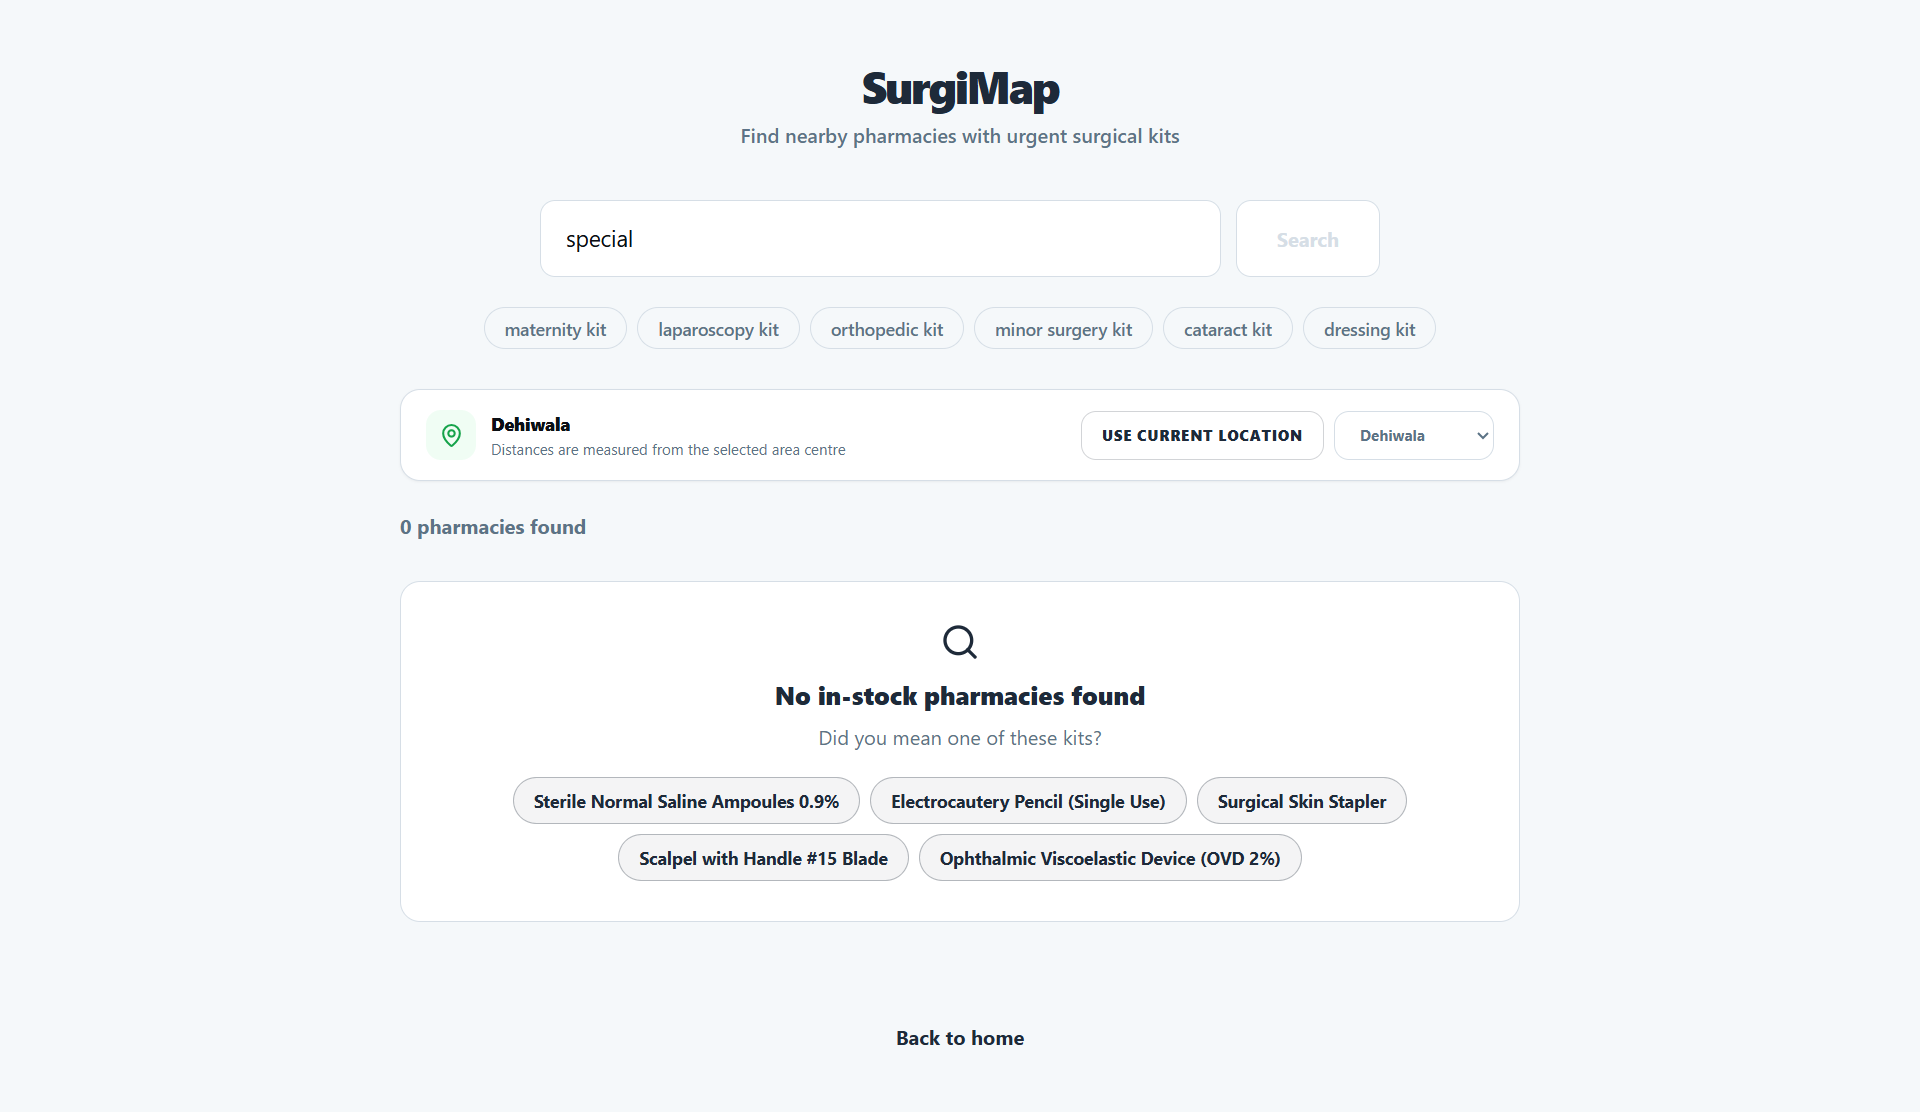 SurgiMap
Find nearby pharmacies with urgent surgical kits
special
Search
maternity kit
laparoscopy kit
orthopedic kit
minor surgery kit
cataract kit
dressing kit
Dehiwala
Distances are measured from the selected area centre
USE CURRENT LOCATION
Dehiwala
0 pharmacies found
No in-stock pharmacies found
Did you mean one of these kits?
Sterile Normal Saline Ampoules 0.9%
Electrocautery Pencil (Single Use)
Surgical Skin Stapler
Scalpel with Handle #15 Blade
Ophthalmic Viscoelastic Device (OVD 2%)
Back to home